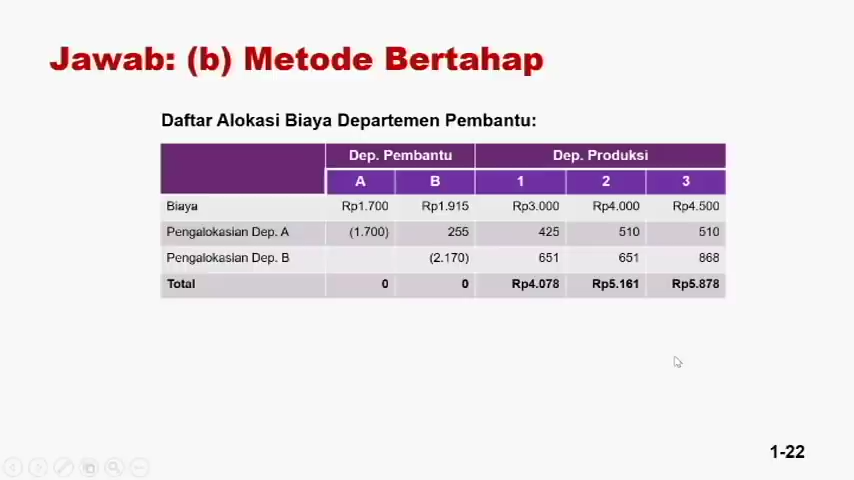 Jawab: (b) Metode Bertahap
Daftar Alokasi Biaya Departemen Pembantu:
Dep. Pembantu Dep. Produksi
A B 1 2 3
Biaya Rp1.700 Rp1.915 Rp3.000 Rp4.000 Rp4.500
Pengalokasian Dep. A (1.700) 255 425 510 510
Pengalokasian Dep. B (2.170) 651 651 868
Total 0 0 Rp4.078 Rp5.161 Rp5.878
1-22